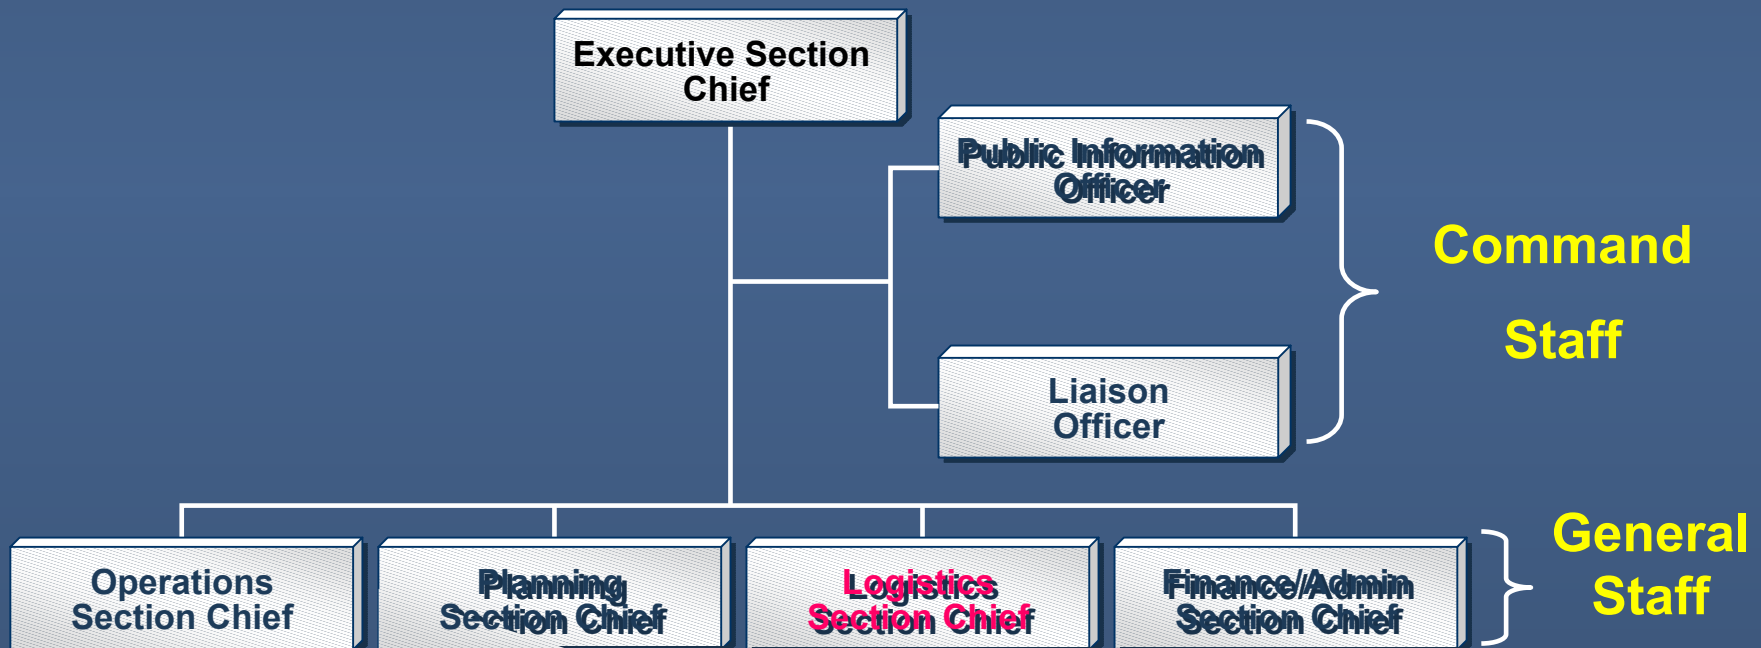 Executive Section
Chief
Public Information
Officer
Command
Staff
Liaison
Officer
General
Staff
Operations
Section Chief
Planning
Section Chief
Logistics
Section Chief
Finance/Admin
Section Chief